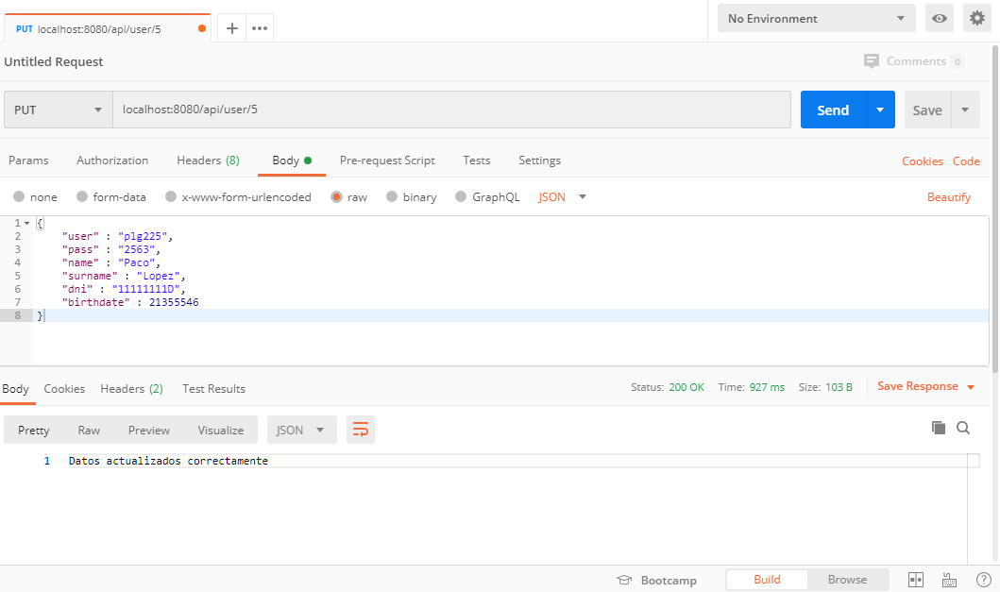 PUT localhost:8080/api/user/5
No Environment
Untitled Request
Comments 0
PUT localhost:8080/api/user/5 Send Save
Params Authorization Headers (8) Body Pre-request Script Tests Settings Cookies Code
none form-data x-www-form-urlencoded raw binary GraphQL JSON Beautify
1 {
2 "user" : "plg225",
3 "pass" : "2563",
4 "name" : "Paco",
5 "surname" : "Lopez",
6 "dni" : "11111111D",
7 "birthdate" : 21355546
8 }
Body Cookies Headers (2) Test Results Status: 200 OK Time: 927 ms Size: 103 B Save Response
Pretty Raw Preview Visualize JSON
1 Datos actualizados correctamente
Bootcamp Build Browse